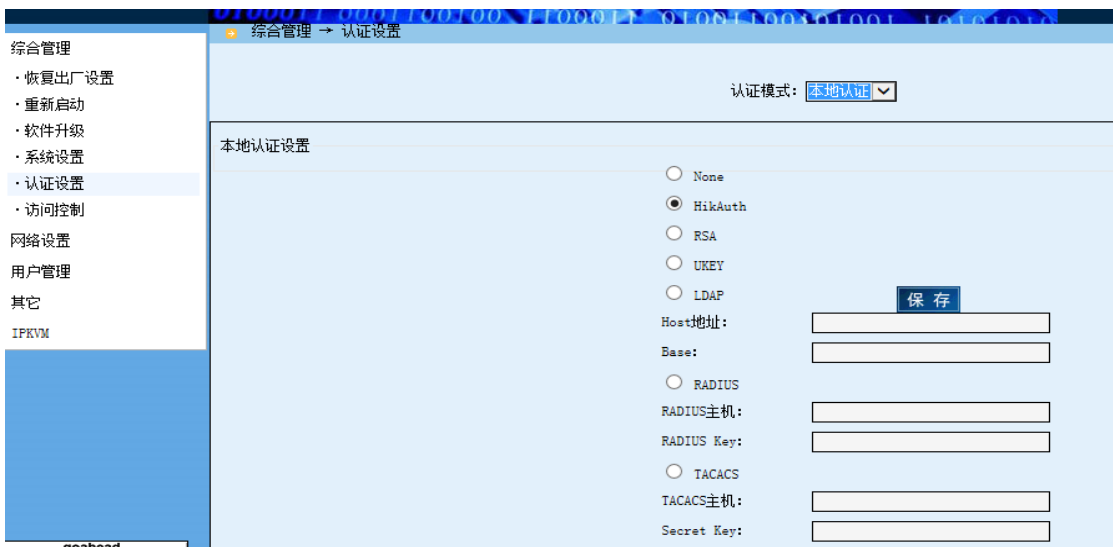 综合管理 → 认证设置
综合管理
·恢复出厂设置
·重新启动
·软件升级
·系统设置
·认证设置
·访问控制
网络设置
用户管理
其它
IPKVM
认证模式: 本地认证
本地认证设置
None
HikAuth
RSA
UKEY
LDAP
保 存
Host地址:
Base:
RADIUS
RADIUS主机:
RADIUS Key:
TACACS
TACACS主机:
Secret Key:
goahead